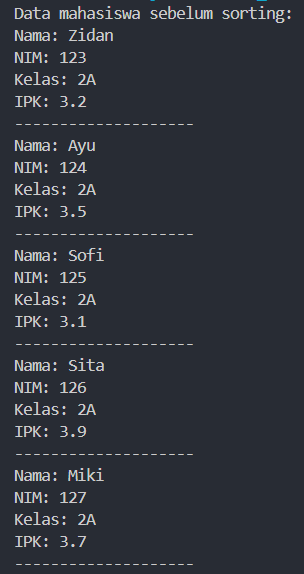 Data mahasiswa sebelum sorting:
Nama: Zidan
NIM: 123
Kelas: 2A
IPK: 3.2
--------------------
Nama: Ayu
NIM: 124
Kelas: 2A
IPK: 3.5
--------------------
Nama: Sofi
NIM: 125
Kelas: 2A
IPK: 3.1
--------------------
Nama: Sita
NIM: 126
Kelas: 2A
IPK: 3.9
--------------------
Nama: Miki
NIM: 127
Kelas: 2A
IPK: 3.7
--------------------